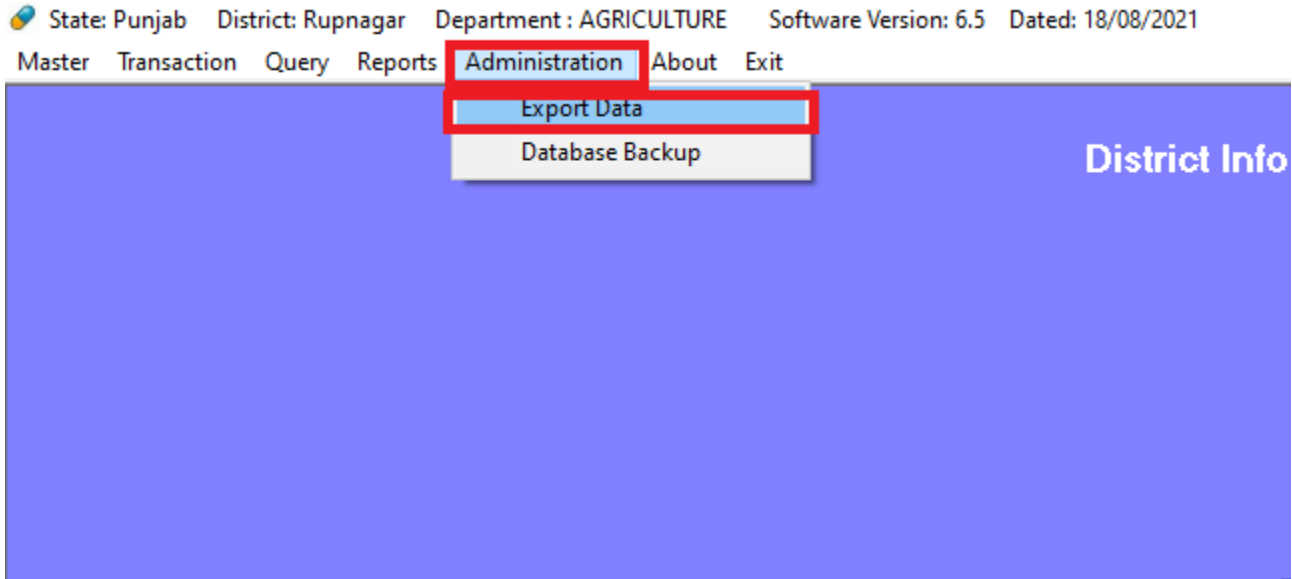 State: Punjab District: Rupnagar Department : AGRICULTURE Software Version: 6.5 Dated: 18/08/2021
Master Transaction Query Reports Administration About Exit
Export Data
Database Backup
District Info